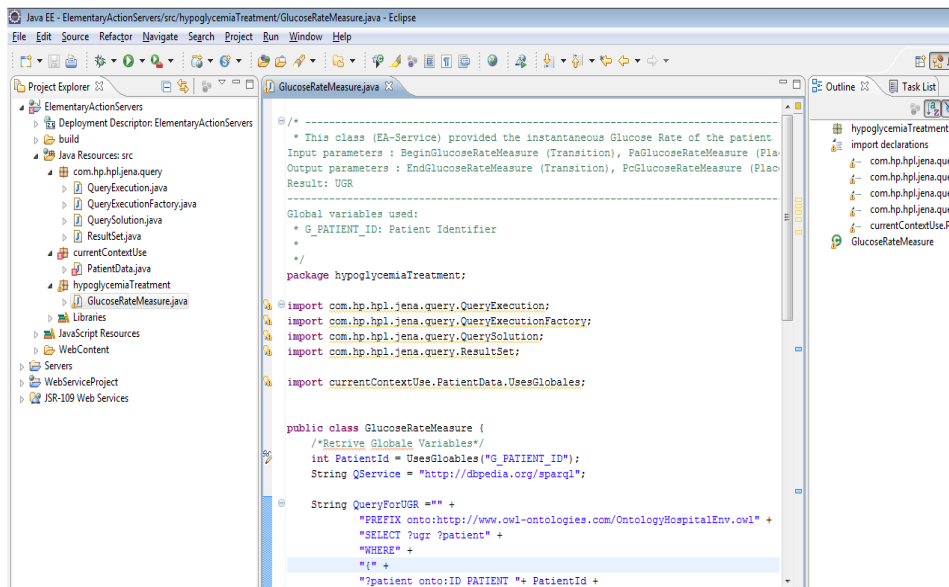 Java EE - ElementaryActionServers/src/hypoglycemiaTreatment/GlucoseRateMeasure.java - Eclipse
File Edit Source Refactor Navigate Search Project Run Window Help
Project Explorer
ElementaryActionServers
Deployment Descriptor: ElementaryActionServers
build
Java Resources: src
com.hp.hpl.jena.query
QueryExecution.java
QueryExecutionFactory.java
QuerySolution.java
ResultSet.java
currentContextUse
PatientData.java
hypoglycemiaTreatment
GlucoseRateMeasure.java
Libraries
JavaScript Resources
WebContent
Servers
WebServiceProject
JSR-109 Web Services
GlucoseRateMeasure.java
/* -----------------------------------------------------------------
* This class (EA-Service) provided the instantaneous Glucose Rate of the patient
Input parameters : BeginGlucoseRateMeasure (Transition), PaGlucoseRateMeasure (Pla
Output parameters : EndGlucoseRateMeasure (Transition), PcGlucoseRateMeasure (Plac
Result: UGR
-----------------------------------------------------------------
Global variables used:
* G_PATIENT_ID: Patient Identifier
*
*/
package hypoglycemiaTreatment;
import com.hp.hpl.jena.query.QueryExecution;
import com.hp.hpl.jena.query.QueryExecutionFactory;
import com.hp.hpl.jena.query.QuerySolution;
import com.hp.hpl.jena.query.ResultSet;
import currentContextUse.PatientData.UsesGlobales;
public class GlucoseRateMeasure {
/*Retrive Globale Variables*/
int PatientId = UsesGloables("G_PATIENT_ID");
String QService = "http://dbpedia.org/sparql";
String QueryForUGR ="" +
"PREFIX onto:http://www.owl-ontologies.com/OntologyHospitalEnv.owl" +
"SELECT ?ugr ?patient" +
"WHERE" +
"{" +
"?patient onto:ID PATIENT "+ PatientId +
Outline Task List
hypoglycemiaTreatment
import declarations
com.hp.hpl.jena.que
com.hp.hpl.jena.que
com.hp.hpl.jena.que
com.hp.hpl.jena.que
currentContextUse.P
GlucoseRateMeasure